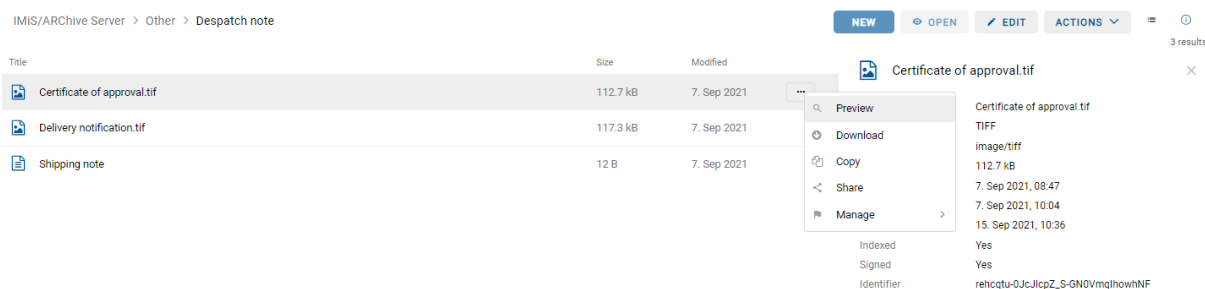 IMiS/ARChive Server > Other > Despatch note
NEW OPEN EDIT ACTIONS
3 results
Title Size Modified
Certificate of approval.tif 112.7 kB 7. Sep 2021 ...
Delivery notification.tif 117.3 kB 7. Sep 2021
Shipping note 12 B 7. Sep 2021
Certificate of approval.tif
Preview
Download
Copy
Share
Manage
Certificate of approval.tif
TIFF
image/tiff
112.7 kB
7. Sep 2021, 08:47
7. Sep 2021, 10:04
15. Sep 2021, 10:36
Indexed Yes
Signed Yes
Identifier rehcqtu-0JcJIcpZ_S-GN0VmqIhowhNF